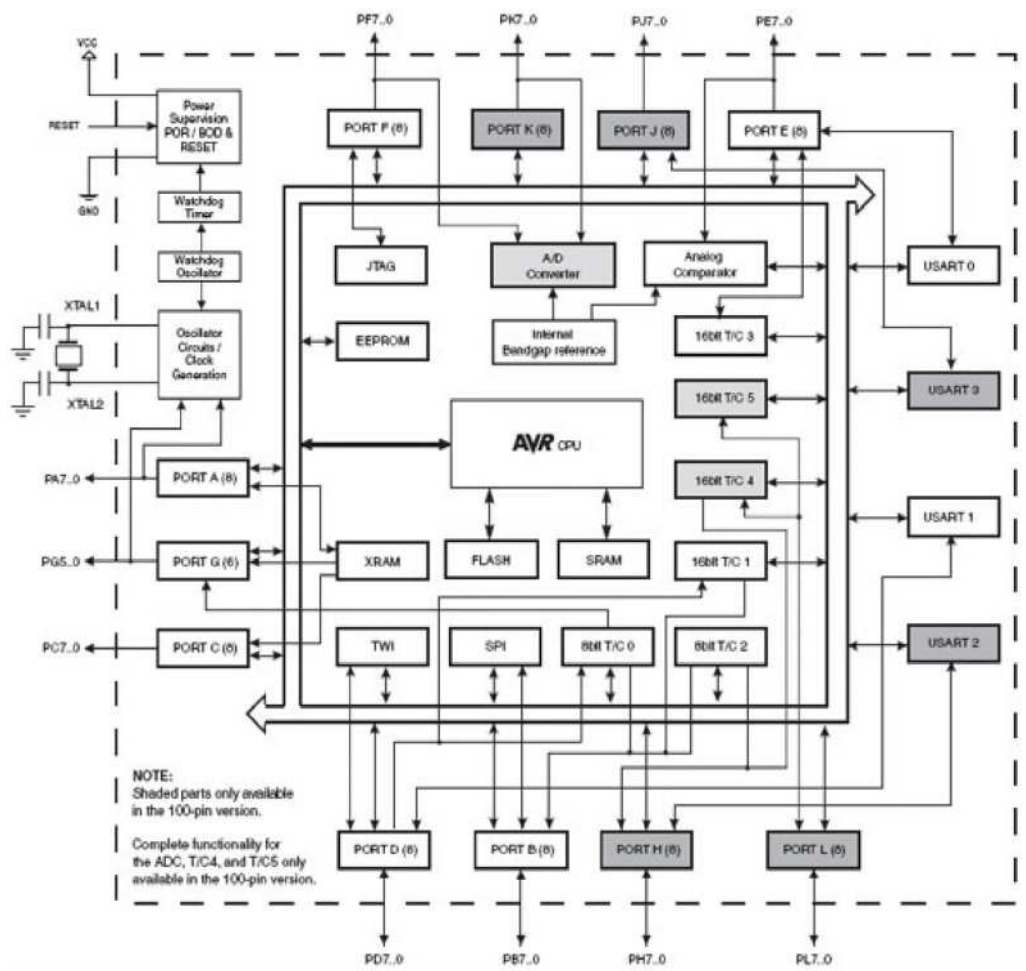 PF7..0
PK7..0
PJ7..0
PE7..0
VCC
RESET
GND
Power
Supervision
POR / BOD &
RESET
PORT F (8)
PORT K (8)
PORT J (8)
PORT E (8)
Watchdog
Timer
Watchdog
Oscillator
JTAG
A/D
Converter
Analog
Comparator
USART 0
XTAL1
XTAL2
Oscillator
Circuits /
Clock
Generation
EEPROM
Internal
Bandgap reference
16bit T/C 3
USART 3
16bit T/C 5
AVR CPU
16bit T/C 4
PA7..0
PORT A (8)
USART 1
PG5..0
PORT G (6)
XRAM
FLASH
SRAM
16bit T/C 1
PC7..0
PORT C (8)
TWI
SPI
8bit T/C 0
8bit T/C 2
USART 2
NOTE:
Shaded parts only available
in the 100-pin version.
Complete functionality for
the ADC, T/C4, and T/C5 only
available in the 100-pin version.
PORT D (8)
PORT B (8)
PORT H (8)
PORT L (8)
PD7..0
PB7..0
PH7..0
PL7..0